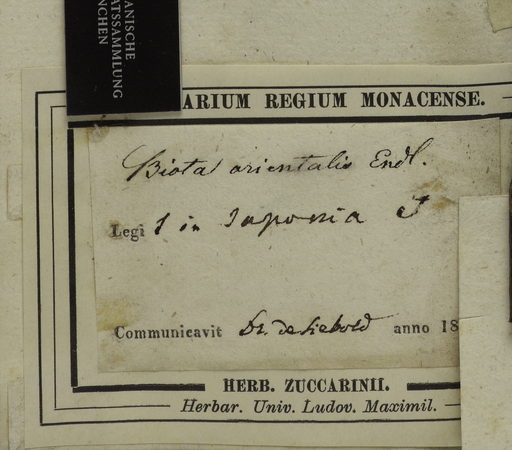 ANISCHE
ATSSAMMLUNG
NCHEN
ARIUM REGIUM MONACENSE.
Biota orientalis Endl.
Legi in Japonia
Communicavit Dr. de Siebold anno 18
HERB. ZUCCARINII.
Herbar. Univ. Ludov. Maximil.